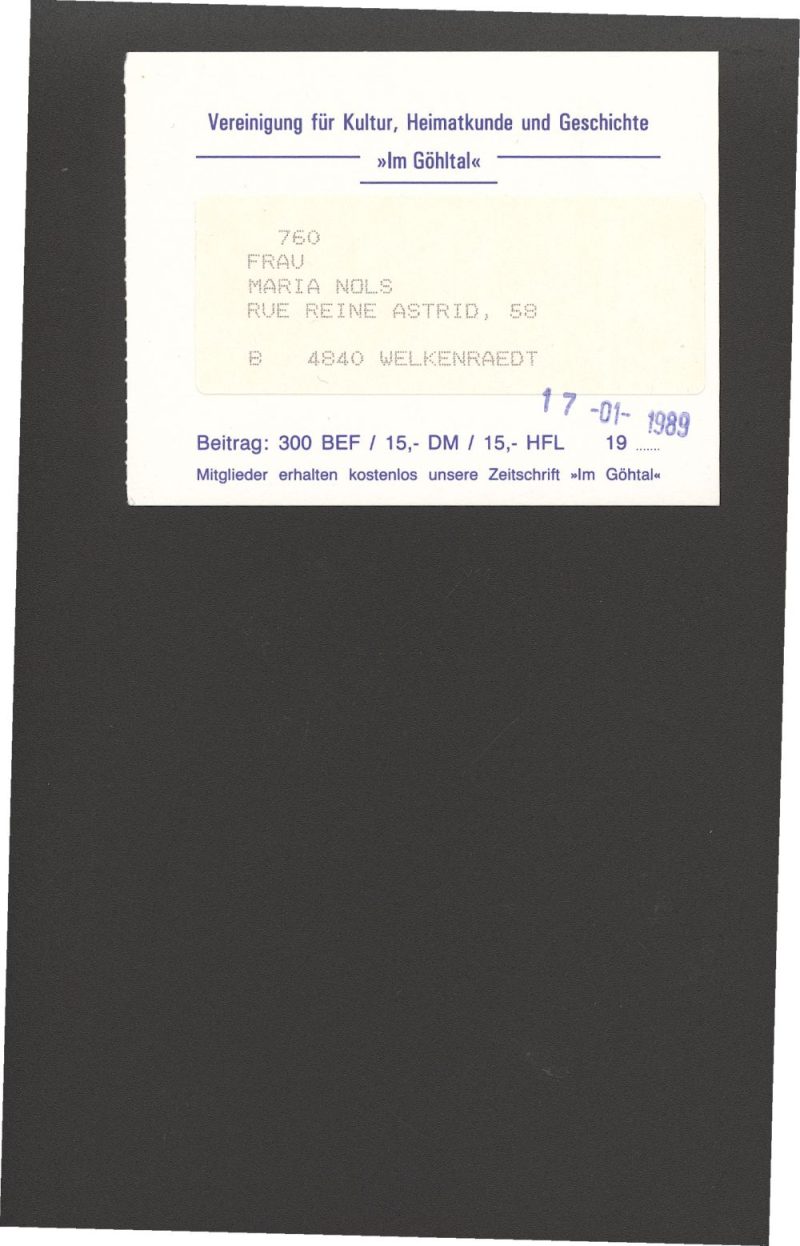 Vereinigung für Kultur, Heimatkunde und Geschichte
»Im Göhltal«
760
FRAU
MARIA NOLS
RUE REINE ASTRID, 58
B 4840 WELKENRAEDT
17 -01- 1989
Beitrag: 300 BEF / 15,- DM / 15,- HFL 19 .......
Mitglieder erhalten kostenlos unsere Zeitschrift »Im Göhtal«